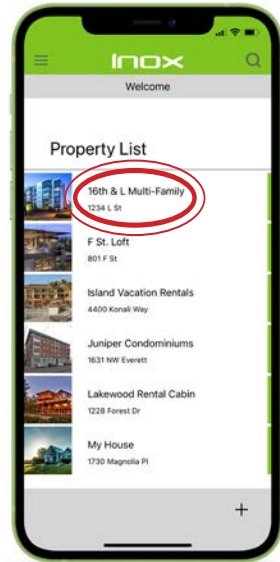 INOX
Welcome
Property List
16th & L Multi-Family
1234 L St
F St. Loft
801 F St
Island Vacation Rentals
4400 Konali Way
Juniper Condominiums
1631 NW Everett
Lakewood Rental Cabin
1228 Forest Dr
My House
1730 Magnolia Pl
+